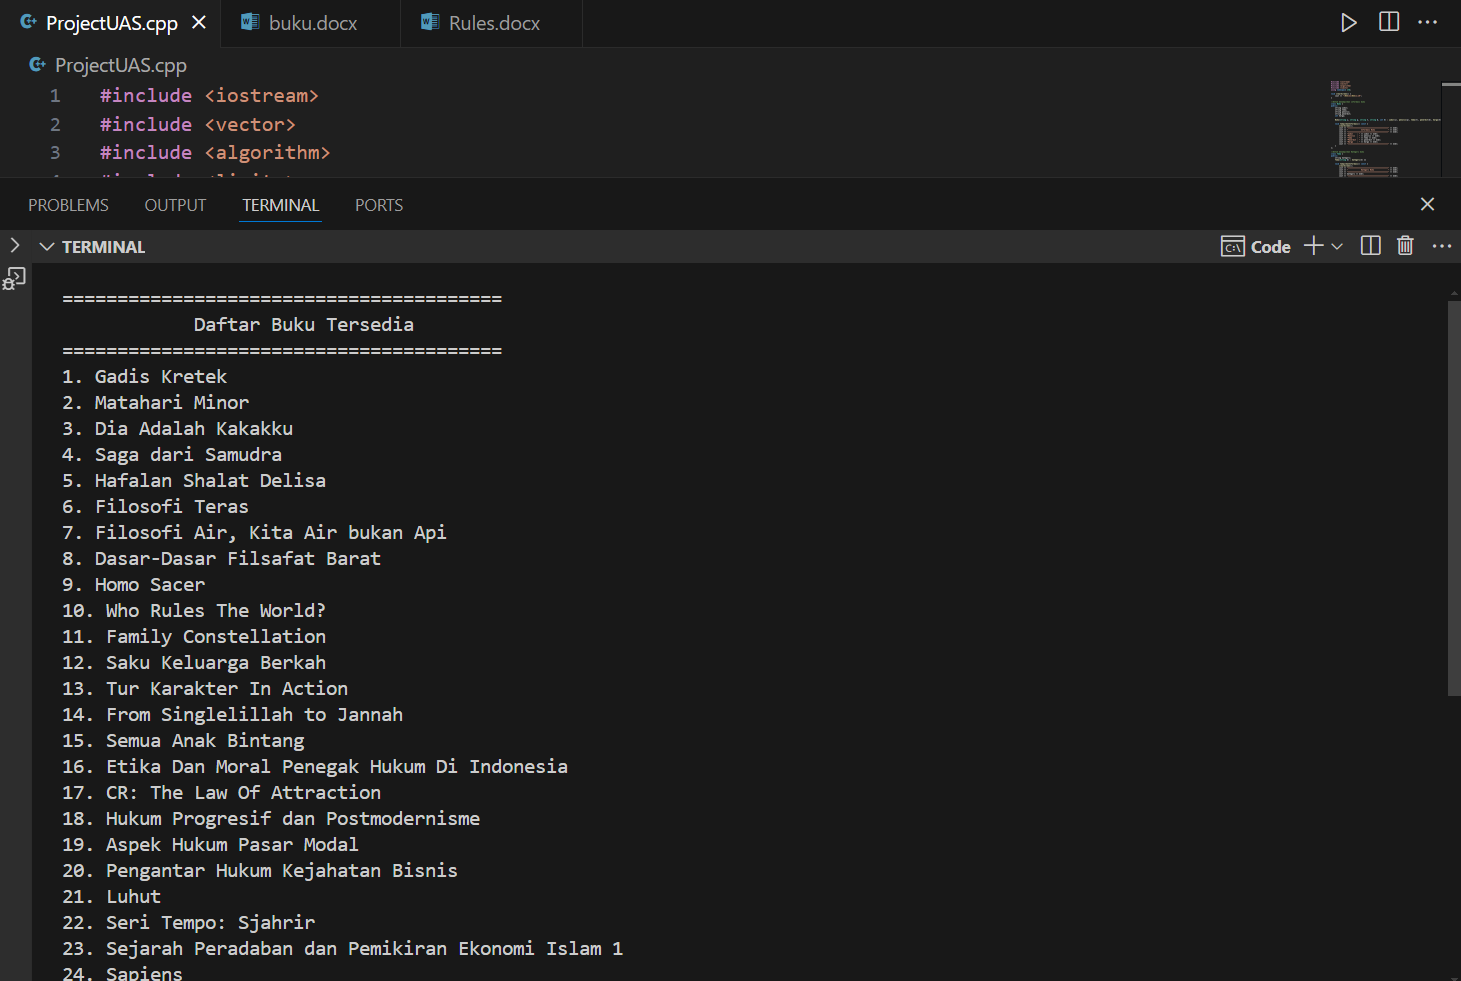 ProjectUAS.cpp buku.docx Rules.docx
ProjectUAS.cpp
1 #include <iostream>
2 #include <vector>
3 #include <algorithm>
PROBLEMS OUTPUT TERMINAL PORTS
TERMINAL Code
========================================
Daftar Buku Tersedia
========================================
1. Gadis Kretek
2. Matahari Minor
3. Dia Adalah Kakakku
4. Saga dari Samudra
5. Hafalan Shalat Delisa
6. Filosofi Teras
7. Filosofi Air, Kita Air bukan Api
8. Dasar-Dasar Filsafat Barat
9. Homo Sacer
10. Who Rules The World?
11. Family Constellation
12. Saku Keluarga Berkah
13. Tur Karakter In Action
14. From Singlelillah to Jannah
15. Semua Anak Bintang
16. Etika Dan Moral Penegak Hukum Di Indonesia
17. CR: The Law Of Attraction
18. Hukum Progresif dan Postmodernisme
19. Aspek Hukum Pasar Modal
20. Pengantar Hukum Kejahatan Bisnis
21. Luhut
22. Seri Tempo: Sjahrir
23. Sejarah Peradaban dan Pemikiran Ekonomi Islam 1
24. Sapiens